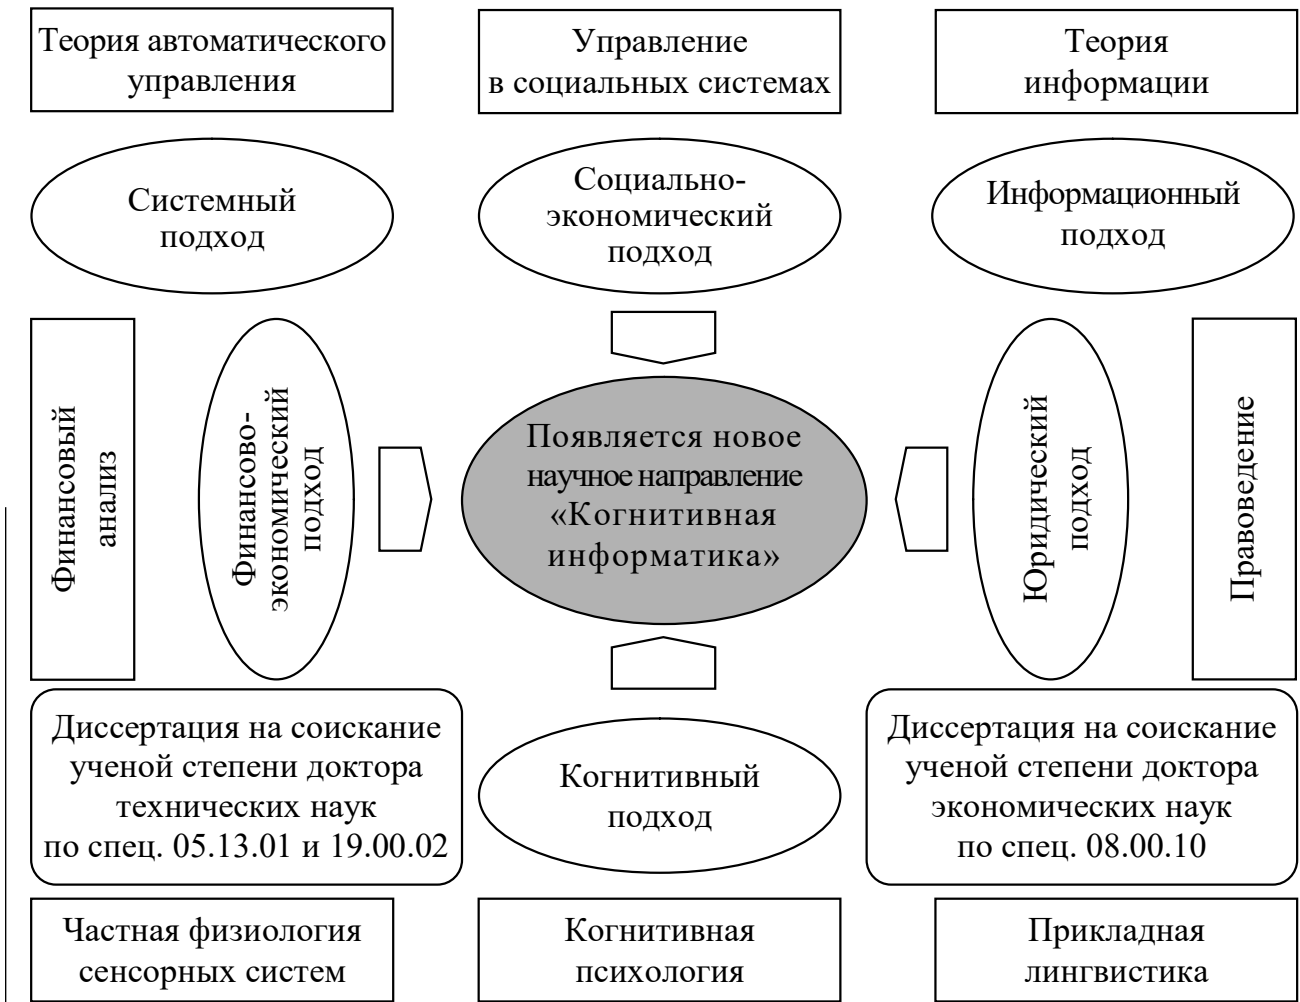 Теория автоматического
управления
Управление
в социальных системах
Теория
информации
Системный
подход
Социально-
экономический
подход
Информационный
подход
Финансовый
анализ
Финансово-
экономический
подход
Появляется новое
научное направление
«Когнитивная
информатика»
Юридический
подход
Правоведение
Диссертация на соискание
ученой степени доктора
технических наук
по спец. 05.13.01 и 19.00.02
Когнитивный
подход
Диссертация на соискание
ученой степени доктора
экономических наук
по спец. 08.00.10
Частная физиология
сенсорных систем
Когнитивная
психология
Прикладная
лингвистика